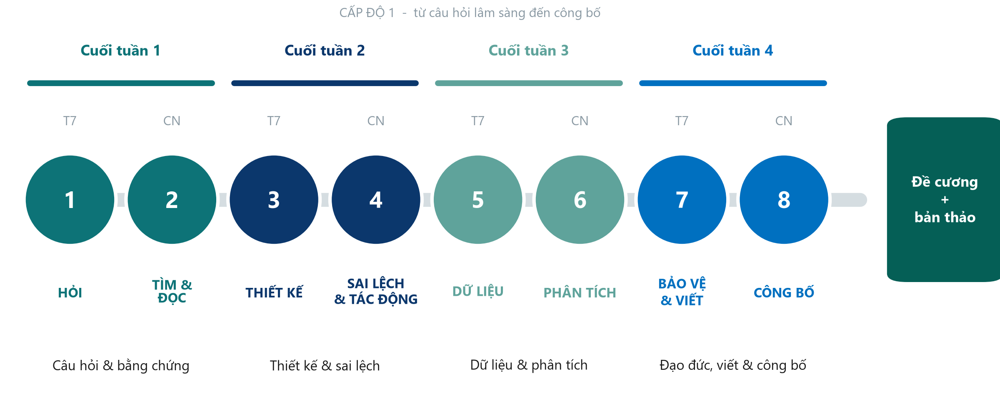 CẤP ĐỘ 1 - từ câu hỏi lâm sàng đến công bố
Cuối tuần 1
Cuối tuần 2
Cuối tuần 3
Cuối tuần 4
T7
CN
T7
CN
T7
CN
T7
CN
1
2
3
4
5
6
7
8
Đề cương
+
bản thảo
HỎI
TÌM &
ĐỌC
THIẾT KẾ
SAI LỆCH
& TÁC ĐỘNG
DỮ LIỆU
PHÂN TÍCH
BẢO VỆ
& VIẾT
CÔNG BỐ
Câu hỏi & bằng chứng
Thiết kế & sai lệch
Dữ liệu & phân tích
Đạo đức, viết & công bố